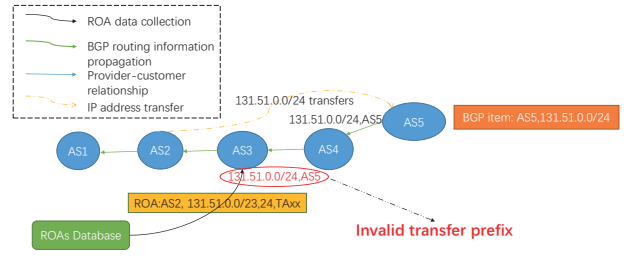 ROA data collection
BGP routing information
propagation
Provider-customer
relationship
IP address transfer
131.51.0.0/24 transfers
131.51.0.0/24,AS5
AS5
BGP item: AS5,131.51.0.0/24
AS1
AS2
AS3
AS4
131.51.0.0/24,AS5
ROA:AS2, 131.51.0.0/23,24,TAxx
ROAs Database
Invalid transfer prefix